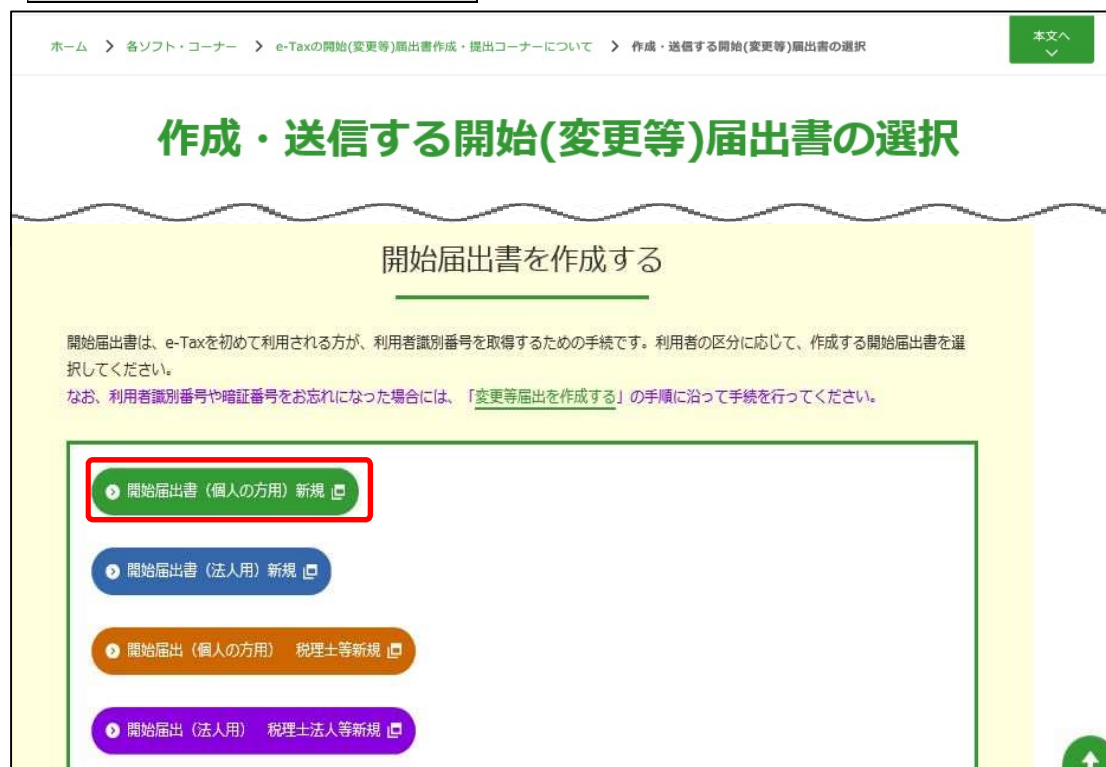 ホーム > 各ソフト・コーナー > e-Taxの開始(変更等)届出書作成・提出コーナーについて > 作成・送信する開始(変更等)届出書の選択
本文へ
作成・送信する開始(変更等)届出書の選択
開始届出書を作成する
開始届出書は、e-Taxを初めて利用される方が、利用者識別番号を取得するための手続です。利用者の区分に応じて、作成する開始届出書を選
択してください。
なお、利用者識別番号や暗証番号をお忘れになった場合には、「変更等届出を作成する」の手順に沿って手続を行ってください。
開始届出書（個人の方用）新規
開始届出書（法人用）新規
開始届出（個人の方用）　税理士等新規
開始届出（法人用）　税理士法人等新規